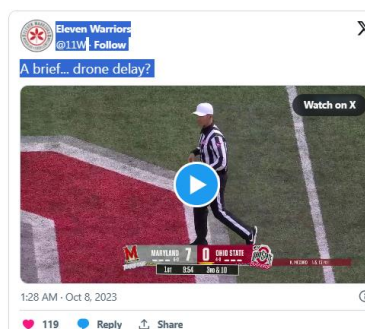 Eleven Warriors
@11W · Follow
A brief... drone delay?
Watch on X
MARYLAND 7 0 OHIO STATE
1ST 9:54 2ND & 10
1:28 AM · Oct 8, 2023
119 Reply Share